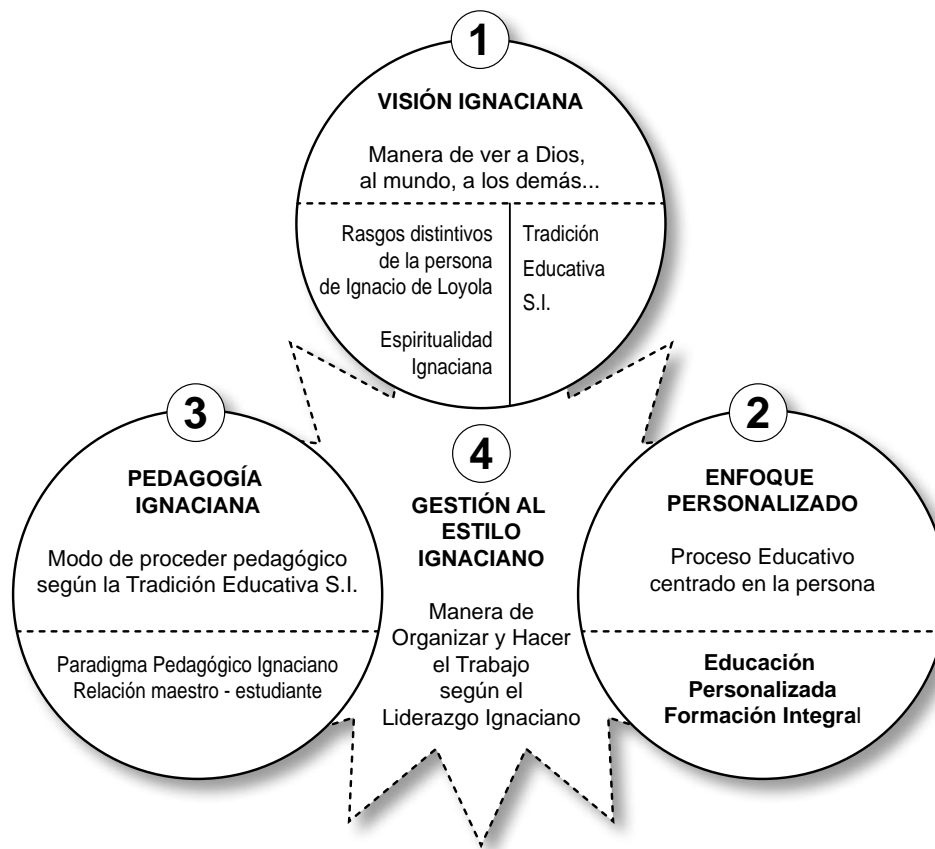 1
VISIÓN IGNACIANA
Manera de ver a Dios,
al mundo, a los demás...
Rasgos distintivos
de la persona
de Ignacio de Loyola
Espiritualidad
Ignaciana
Tradición
Educativa
S.I.
2
ENFOQUE
PERSONALIZADO
Proceso Educativo
centrado en la persona
Educación
Personalizada
Formación Integral
3
PEDAGOGÍA
IGNACIANA
Modo de proceder pedagógico
según la Tradición Educativa S.I.
Paradigma Pedagógico Ignaciano
Relación maestro - estudiante
4
GESTIÓN AL
ESTILO
IGNACIANO
Manera de
Organizar y Hacer
el Trabajo
según el
Liderazgo Ignaciano